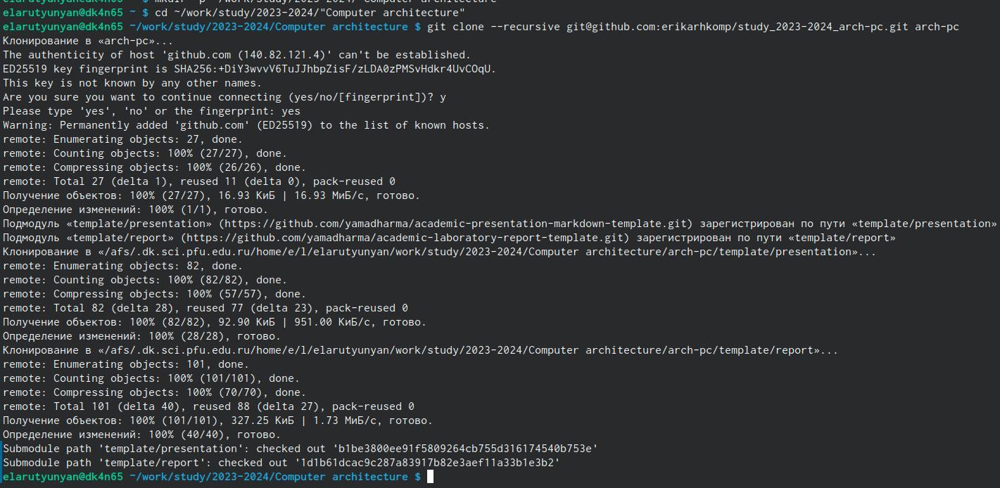 elarutyunyan@dk4n65 ~ $ mkdir -p ~/work/study/2023-2024/"Computer architecture"
elarutyunyan@dk4n65 ~ $ cd ~/work/study/2023-2024/"Computer architecture"
elarutyunyan@dk4n65 ~/work/study/2023-2024/Computer architecture $ git clone --recursive git@github.com:erikarhkomp/study_2023-2024_arch-pc.git arch-pc
Клонирование в «arch-pc»...
The authenticity of host 'github.com (140.82.121.4)' can't be established.
ED25519 key fingerprint is SHA256:+DiY3wvvV6TuJJhbpZisF/zLDA0zPMSvHdkr4UvCOqU.
This key is not known by any other names.
Are you sure you want to continue connecting (yes/no/[fingerprint])? y
Please type 'yes', 'no' or the fingerprint: yes
Warning: Permanently added 'github.com' (ED25519) to the list of known hosts.
remote: Enumerating objects: 27, done.
remote: Counting objects: 100% (27/27), done.
remote: Compressing objects: 100% (26/26), done.
remote: Total 27 (delta 1), reused 11 (delta 0), pack-reused 0
Получение объектов: 100% (27/27), 16.93 КиБ | 16.93 МиБ/с, готово.
Определение изменений: 100% (1/1), готово.
Подмодуль «template/presentation» (https://github.com/yamadharma/academic-presentation-markdown-template.git) зарегистрирован по пути «template/presentation»
Подмодуль «template/report» (https://github.com/yamadharma/academic-laboratory-report-template.git) зарегистрирован по пути «template/report»
Клонирование в «/afs/.dk.sci.pfu.edu.ru/home/e/l/elarutyunyan/work/study/2023-2024/Computer architecture/arch-pc/template/presentation»...
remote: Enumerating objects: 82, done.
remote: Counting objects: 100% (82/82), done.
remote: Compressing objects: 100% (57/57), done.
remote: Total 82 (delta 28), reused 77 (delta 23), pack-reused 0
Получение объектов: 100% (82/82), 92.90 КиБ | 951.00 КиБ/с, готово.
Определение изменений: 100% (28/28), готово.
Клонирование в «/afs/.dk.sci.pfu.edu.ru/home/e/l/elarutyunyan/work/study/2023-2024/Computer architecture/arch-pc/template/report»...
remote: Enumerating objects: 101, done.
remote: Counting objects: 100% (101/101), done.
remote: Compressing objects: 100% (70/70), done.
remote: Total 101 (delta 40), reused 88 (delta 27), pack-reused 0
Получение объектов: 100% (101/101), 327.25 КиБ | 1.73 МиБ/с, готово.
Определение изменений: 100% (40/40), готово.
Submodule path 'template/presentation': checked out 'b1be3800ee91f5809264cb755d316174540b753e'
Submodule path 'template/report': checked out '1d1b61dcac9c287a83917b82e3aef11a33b1e3b2'
elarutyunyan@dk4n65 ~/work/study/2023-2024/Computer architecture $